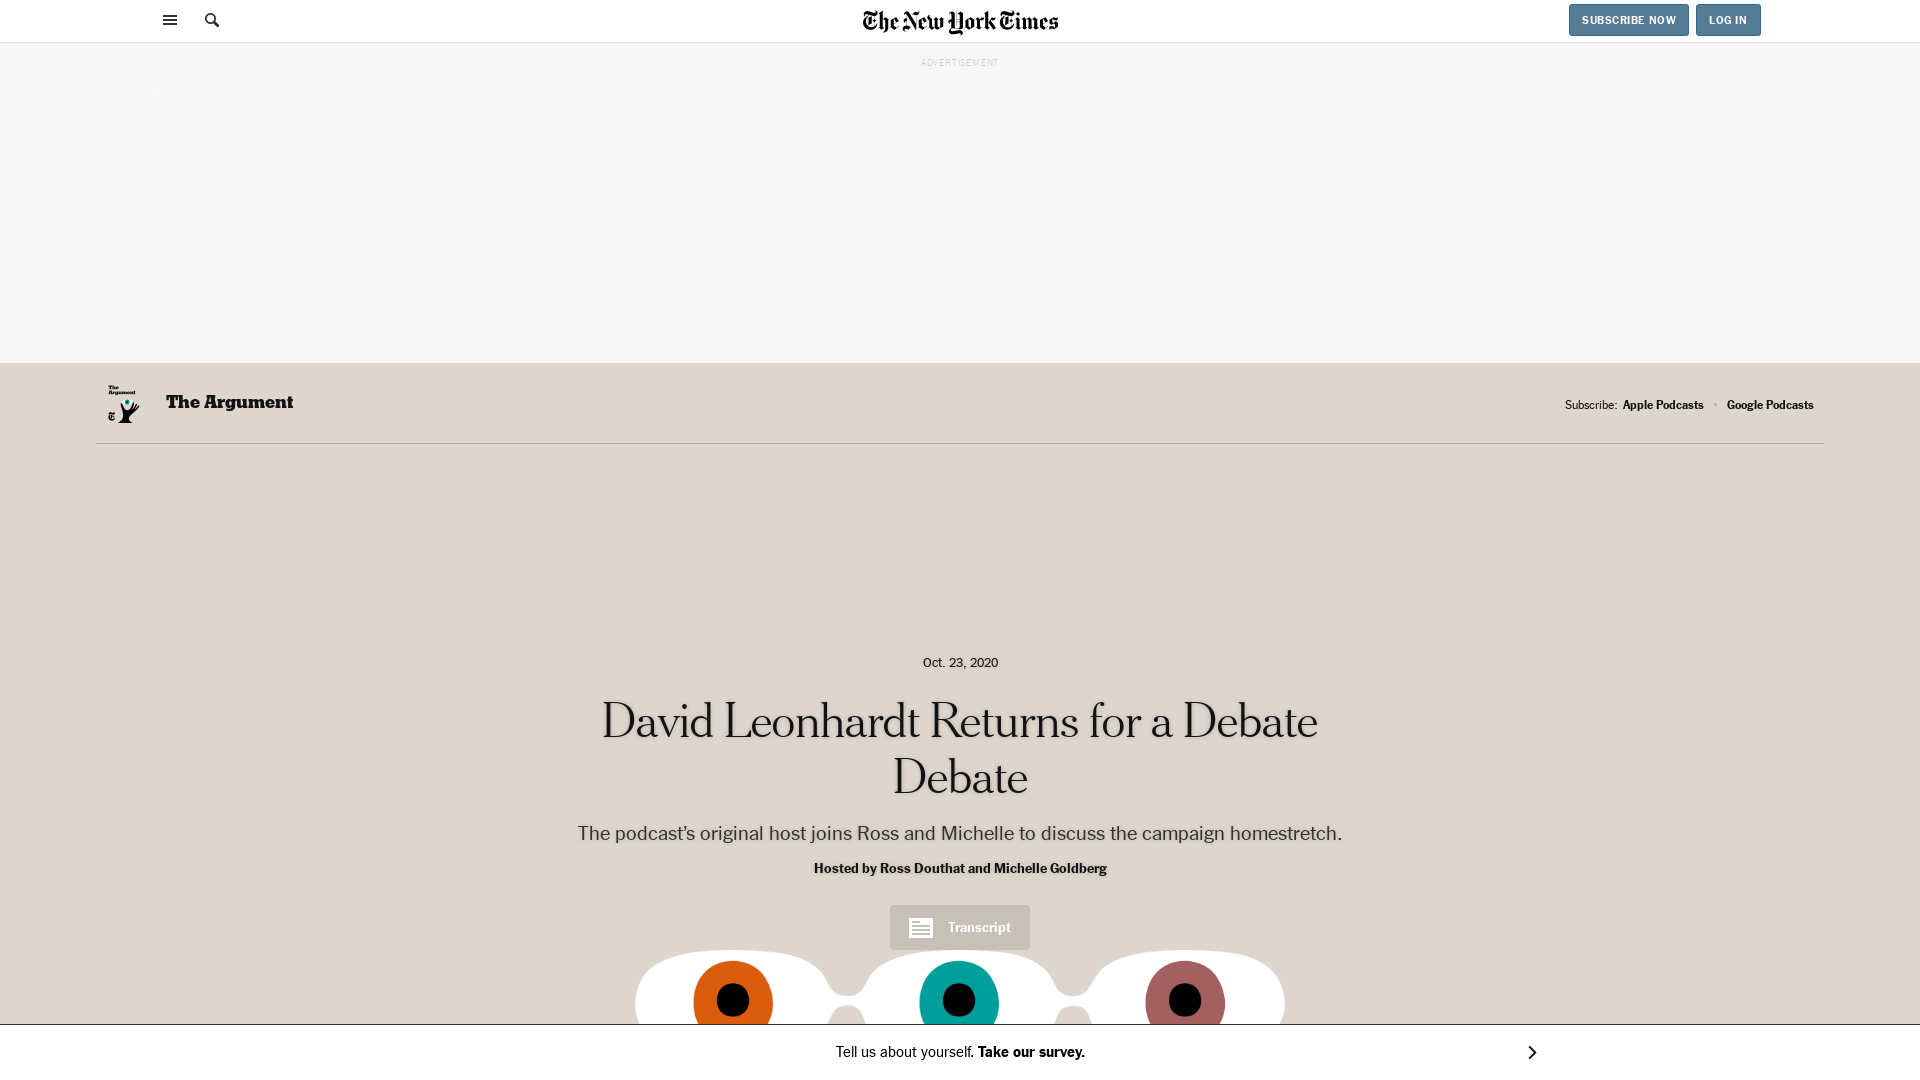 The New York Times
SUBSCRIBE NOW
LOG IN
ADVERTISEMENT
The
Argument
The Argument
Subscribe: Apple Podcasts • Google Podcasts
Oct. 23, 2020
David Leonhardt Returns for a Debate
Debate
The podcast’s original host joins Ross and Michelle to discuss the campaign homestretch.
Hosted by Ross Douthat and Michelle Goldberg
Transcript
Tell us about yourself. Take our survey.